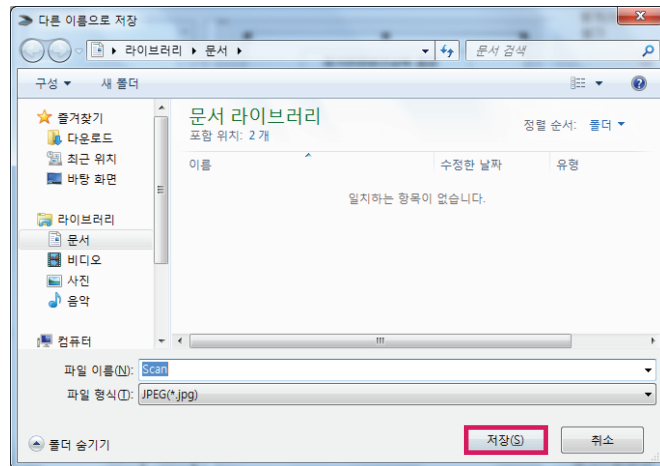 다른 이름으로 저장
라이브러리 ▸ 문서 ▸
문서 검색
구성 ▼ 새 폴더
즐겨찾기
다운로드
최근 위치
바탕 화면
라이브러리
문서
비디오
사진
음악
컴퓨터
문서 라이브러리
포함 위치: 2 개
정렬 순서: 폴더 ▼
이름 수정한 날짜 유형
일치하는 항목이 없습니다.
파일 이름(N): Scan
파일 형식(T): JPEG(*.jpg)
폴더 숨기기
저장(S) 취소